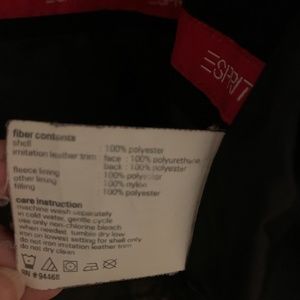 ESPRIT
fiber contents
shell : 100% polyester
imitation leather trim : face : 100% polyurethane
back : 100% polyester
fleece lining : 100% polyester
other lining : 100% nylon
filling : 100% polyester
care instruction
machine wash separately
in cold water, gentle cycle
use only non-chlorine bleach
when needed. tumble dry low
iron on lowest setting for shell only
do not iron imitation leather trim
do not dry clean